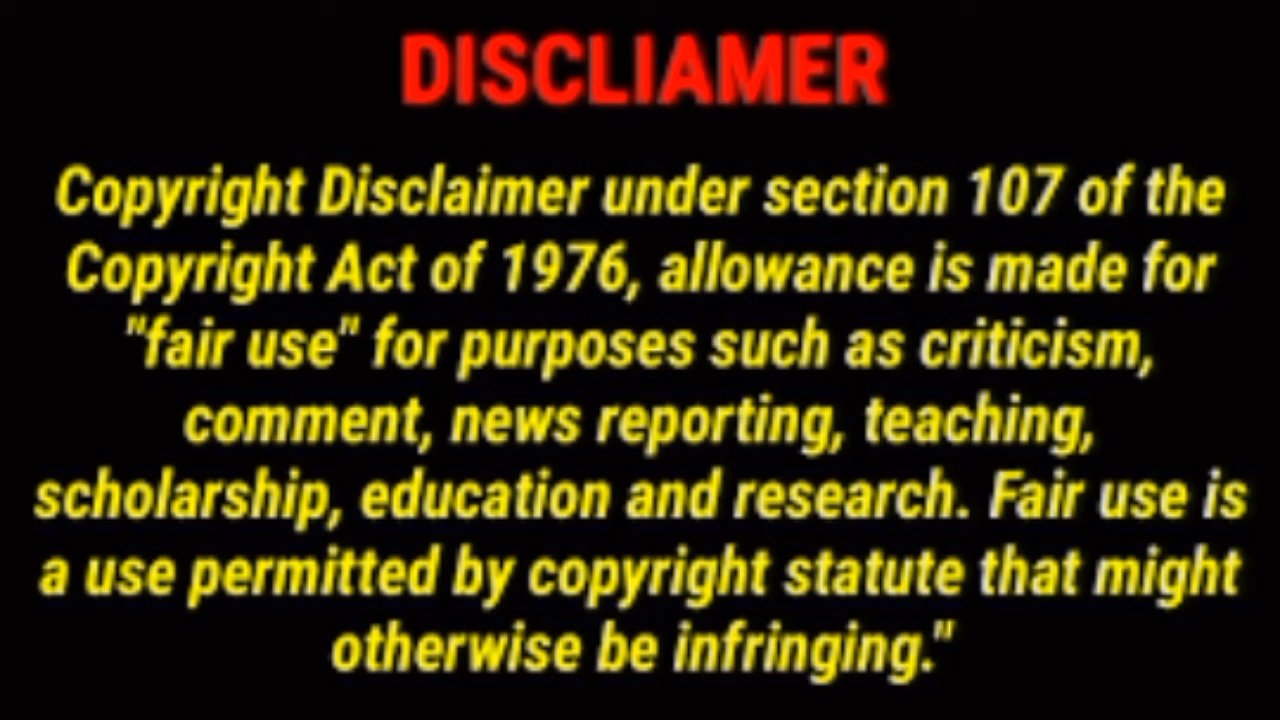 DISCLIAMER
Copyright Disclaimer under section 107 of the
Copyright Act of 1976, allowance is made for
"fair use" for purposes such as criticism,
comment, news reporting, teaching,
scholarship, education and research. Fair use is
a use permitted by copyright statute that might
otherwise be infringing."